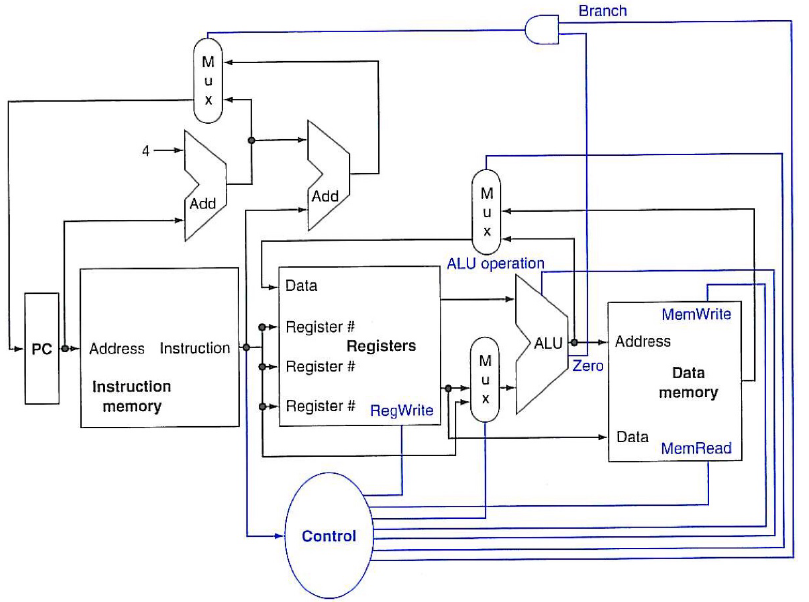 Branch
M
u
x
4
Add
Add
M
u
x
ALU operation
Data
Register #
Registers
Register #
Register #
RegWrite
PC
Address
Instruction
Instruction
memory
M
u
x
ALU
Zero
MemWrite
Address
Data
memory
Data
MemRead
Control